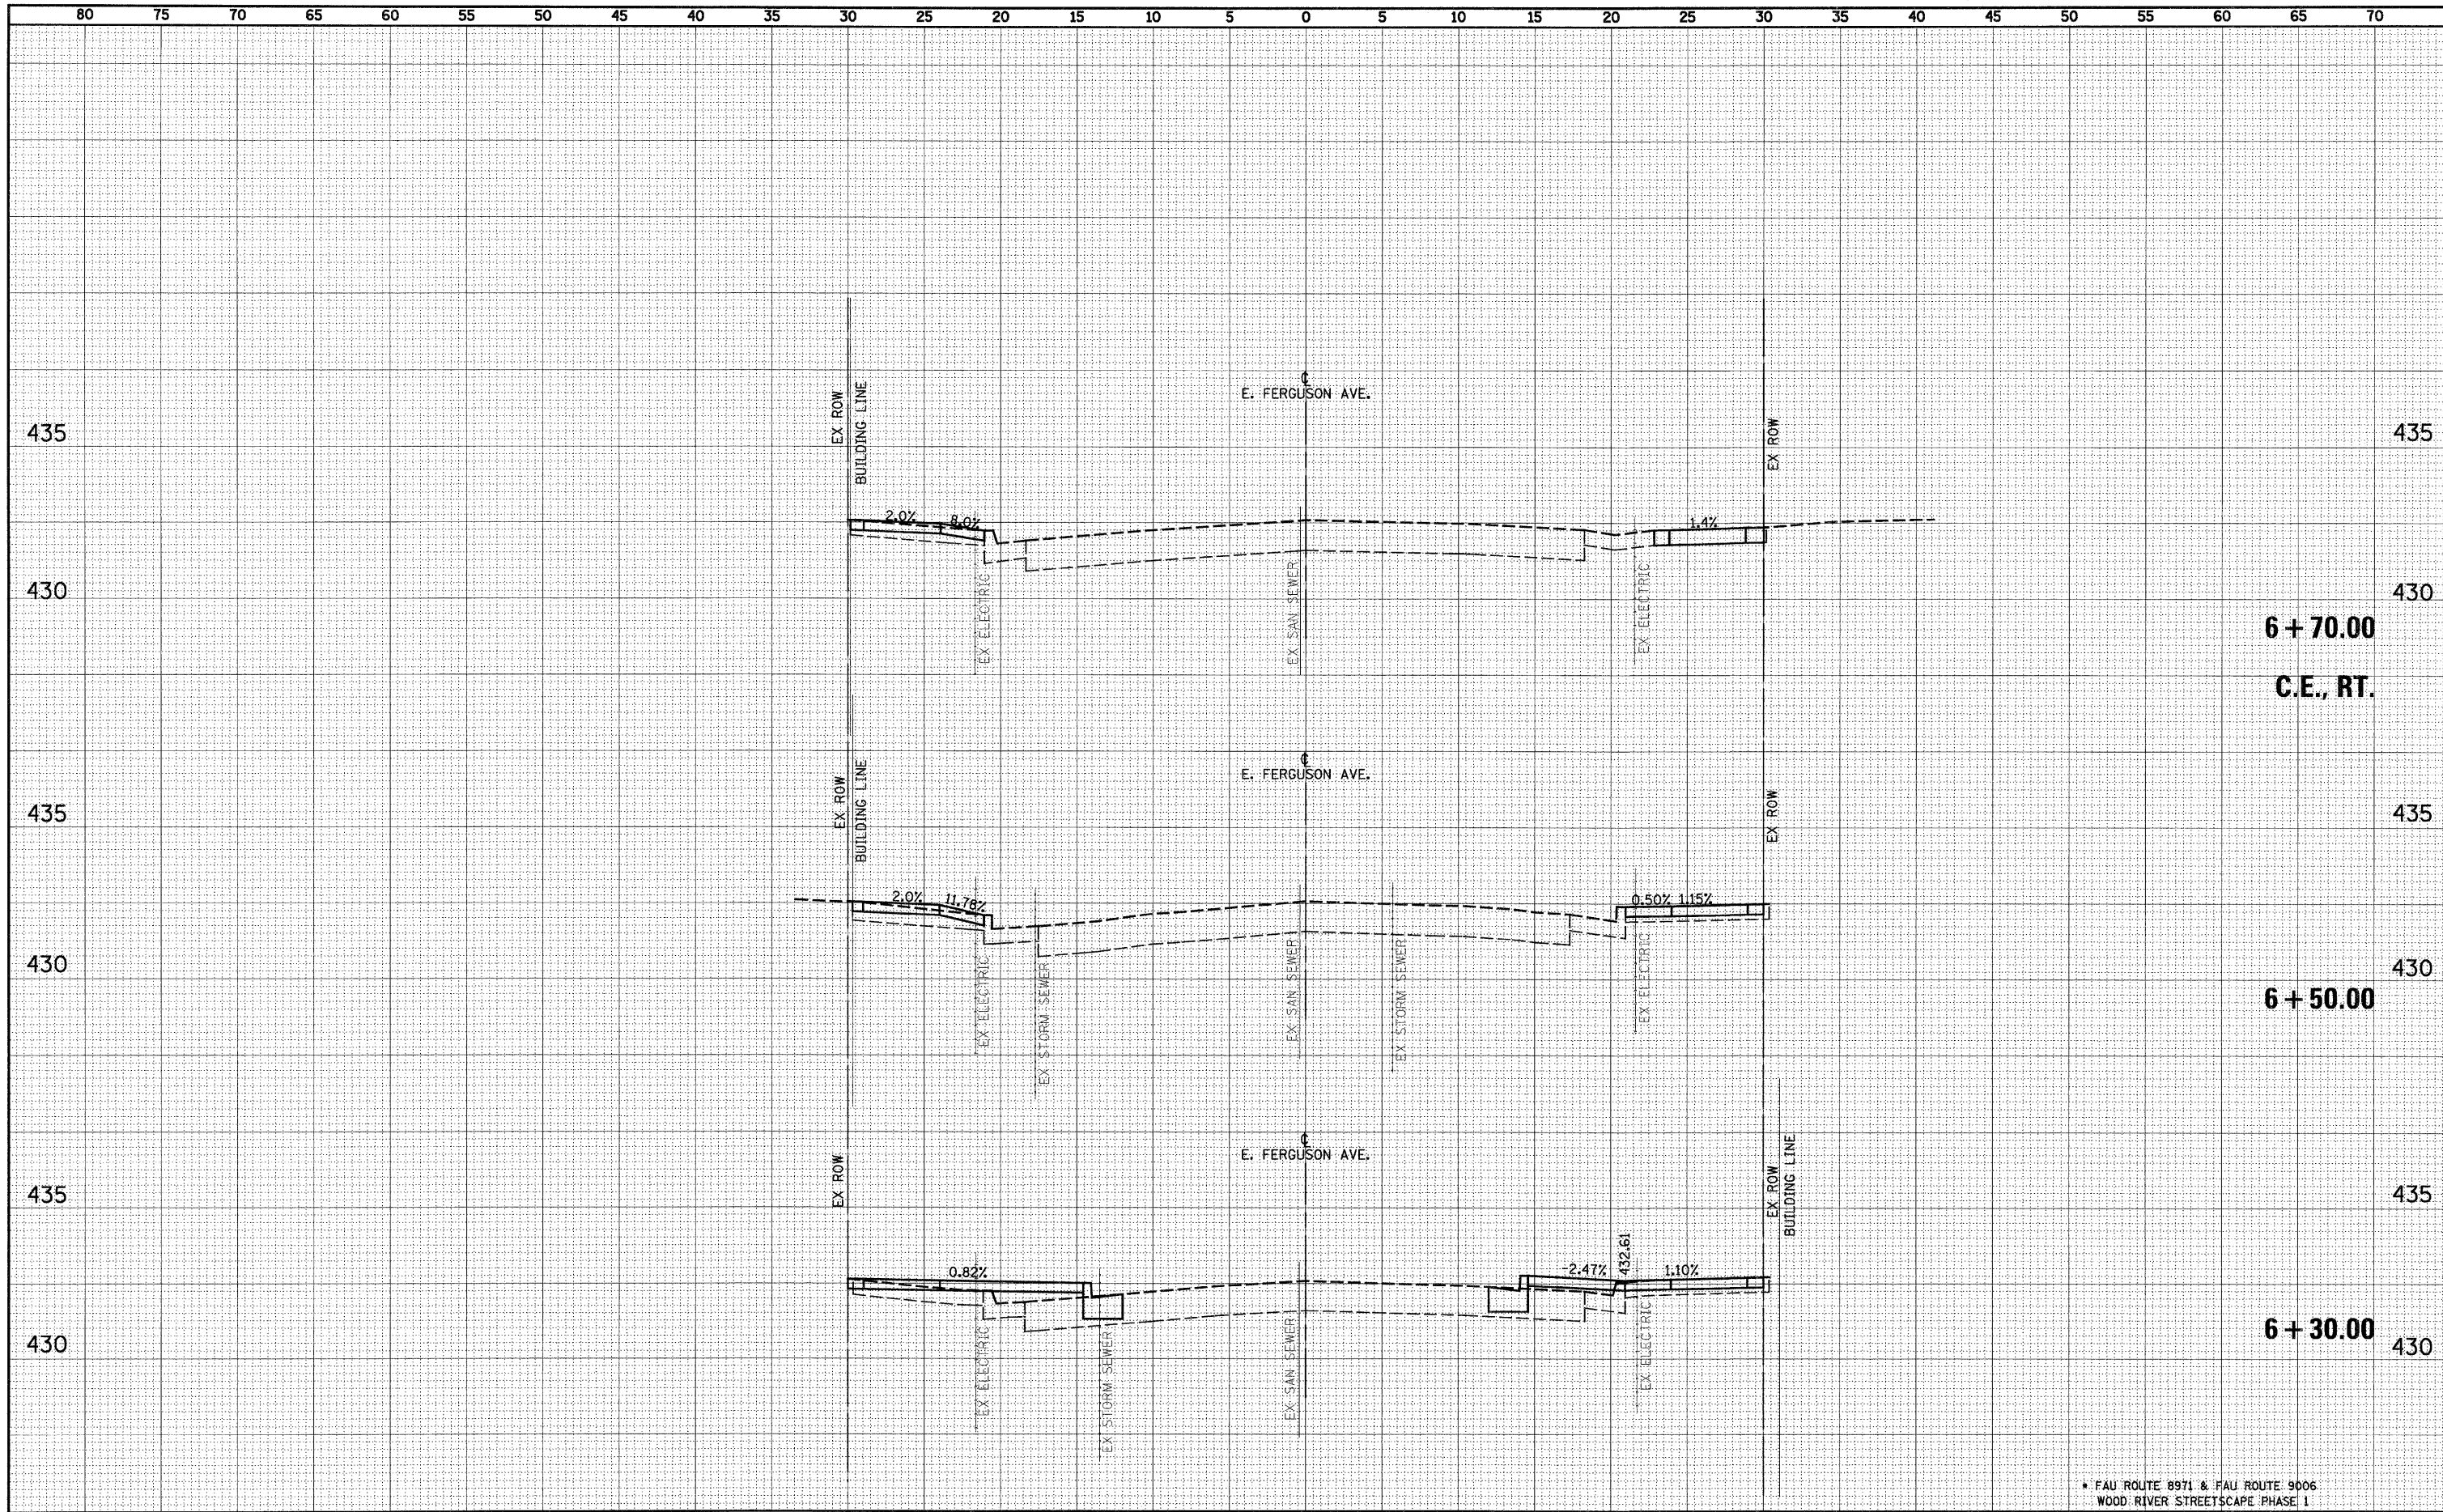 80 75 70 65 60 55 50 45 40 35 30 25 20 15 10 5 0 5 10 15 20 25 30 35 40 45 50 55 60 65 70
EX ROW
BUILDING LINE
℄
E. FERGUSON AVE.
EX ROW
435
435
2.0%
8.0%
1.4%
EX ELECTRIC
EX SAN SEWER
EX ELECTRIC
430
430
6+70.00
C.E., RT.
EX ROW
BUILDING LINE
℄
E. FERGUSON AVE.
EX ROW
435
435
2.0%
11.78%
0.50%
1.15%
EX ELECTRIC
EX STORM SEWER
EX SAN SEWER
EX STORM SEWER
EX ELECTRIC
430
430
6+50.00
EX ROW
℄
E. FERGUSON AVE.
EX ROW
BUILDING LINE
435
435
0.82%
-2.47%
432.61
1.10%
EX ELECTRIC
EX STORM SEWER
EX SAN SEWER
EX ELECTRIC
6+30.00
430
430
* FAU ROUTE 8971 & FAU ROUTE 9006
WOOD RIVER STREETSCAPE PHASE 1